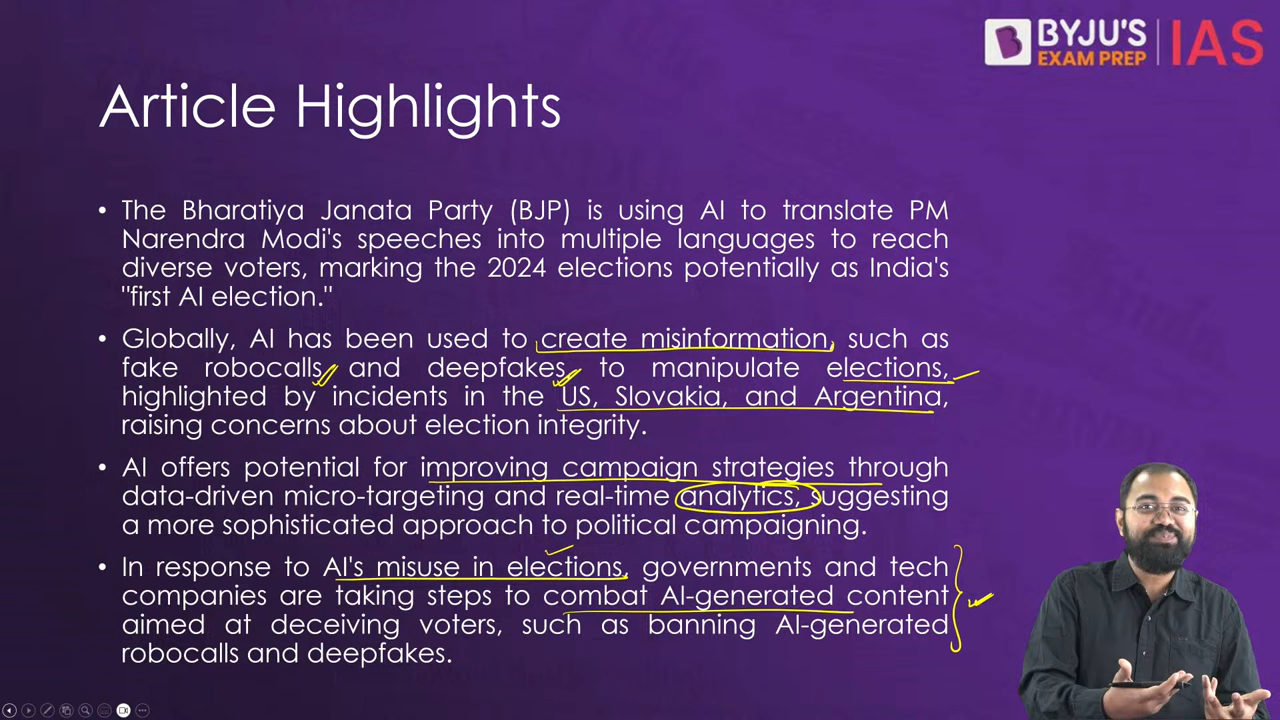 BYJU'S
EXAM PREP
IAS
Article Highlights
• The Bharatiya Janata Party (BJP) is using AI to translate PM
Narendra Modi's speeches into multiple languages to reach
diverse voters, marking the 2024 elections potentially as India's
"first AI election."
• Globally, AI has been used to create misinformation, such as
fake robocalls and deepfakes to manipulate elections,
highlighted by incidents in the US, Slovakia, and Argentina,
raising concerns about election integrity.
• AI offers potential for improving campaign strategies through
data-driven micro-targeting and real-time analytics, suggesting
a more sophisticated approach to political campaigning.
• In response to AI's misuse in elections, governments and tech
companies are taking steps to combat AI-generated content
aimed at deceiving voters, such as banning AI-generated
robocalls and deepfakes.